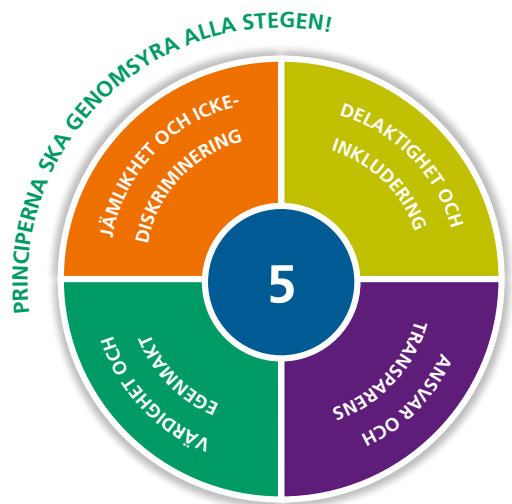 PRINCIPERNA SKA GENOMSYRA ALLA STEGEN!
JÄMLIKHET OCH ICKE-
DISKRIMINERING
DELAKTIGHET OCH
INKLUDERING
5
VÄRDIGHET OCH
EGENMAKT
ANSVAR OCH
TRANSPARENS